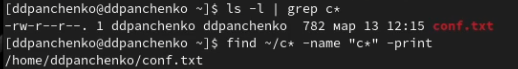 [ddpanchenko@ddpanchenko ~]$ ls -l | grep c*
-rw-r--r--. 1 ddpanchenko ddpanchenko  782 мар 13 12:15 conf.txt
[ddpanchenko@ddpanchenko ~]$ find ~/c* -name "c*" -print
/home/ddpanchenko/conf.txt